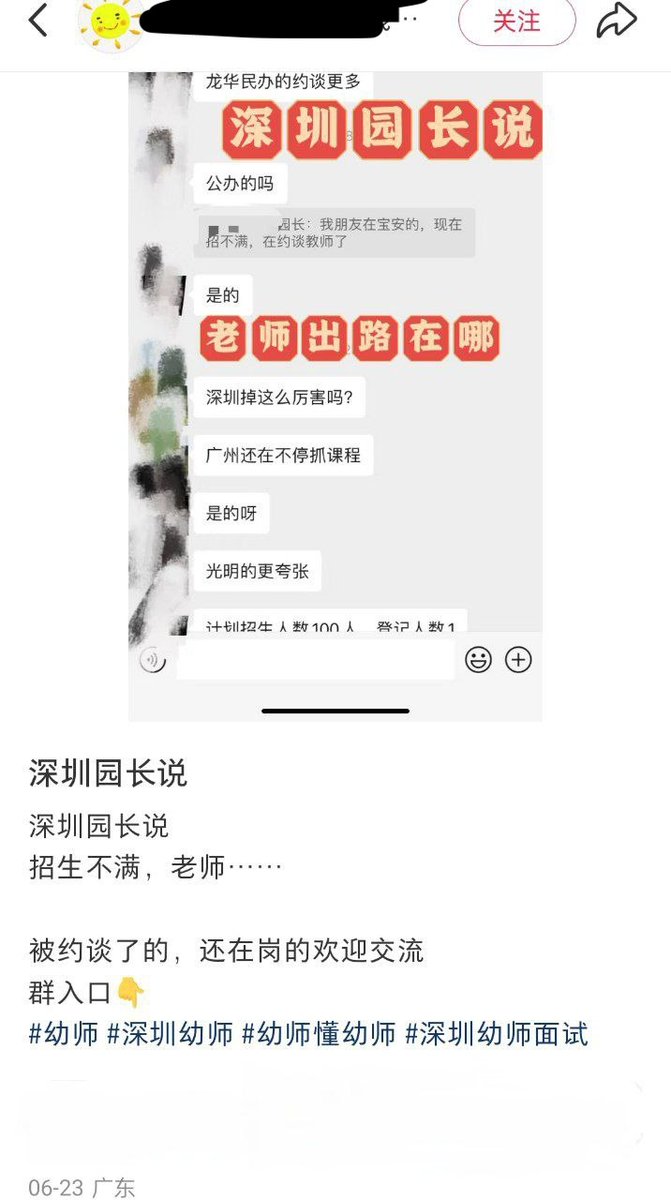 关注
龙华民办的约谈更多
深圳园长说
公办的吗
园长：我朋友在宝安的，现在
招不满，在约谈教师了
是的
老师出路在哪
深圳掉这么厉害吗？
广州还在不停抓课程
是的呀
光明的更夸张
计划招生人数100人，登记人数1
深圳园长说
深圳园长说
招生不满，老师……
被约谈了的，还在岗的欢迎交流
群入口👇
#幼师 #深圳幼师 #幼师懂幼师 #深圳幼师面试
06-23 广东